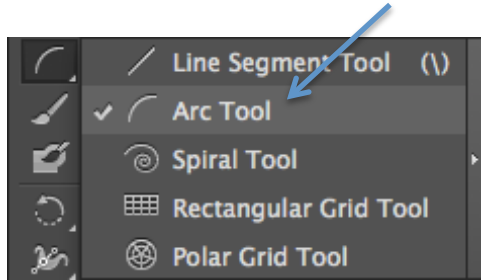 Line Segment Tool (\)
Arc Tool
Spiral Tool
Rectangular Grid Tool
Polar Grid Tool